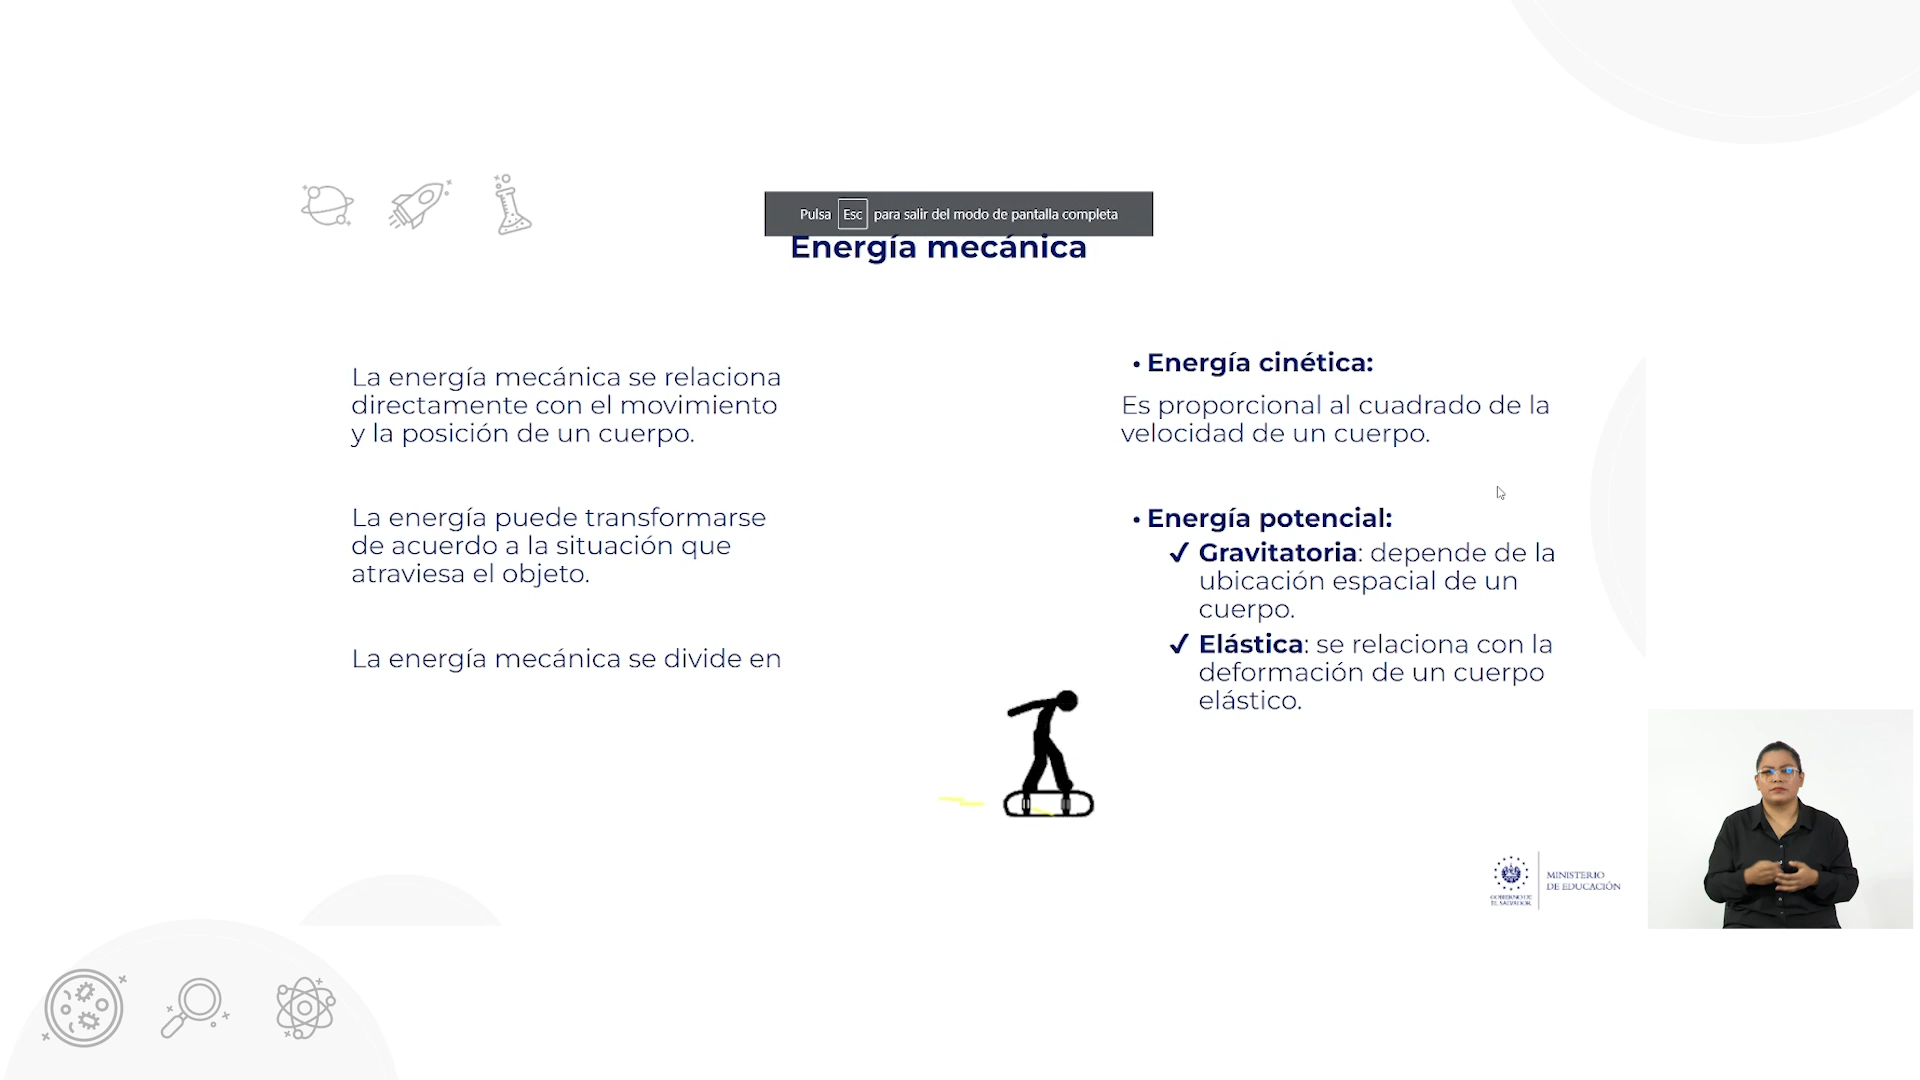 Pulsa Esc para salir del modo de pantalla completa
Energía mecánica
La energía mecánica se relaciona
directamente con el movimiento
y la posición de un cuerpo.
La energía puede transformarse
de acuerdo a la situación que
atraviesa el objeto.
La energía mecánica se divide en
• Energía cinética:
Es proporcional al cuadrado de la
velocidad de un cuerpo.
• Energía potencial:
✓ Gravitatoria: depende de la
ubicación espacial de un
cuerpo.
✓ Elástica: se relaciona con la
deformación de un cuerpo
elástico.
GOBIERNO DE
EL SALVADOR
MINISTERIO
DE EDUCACIÓN